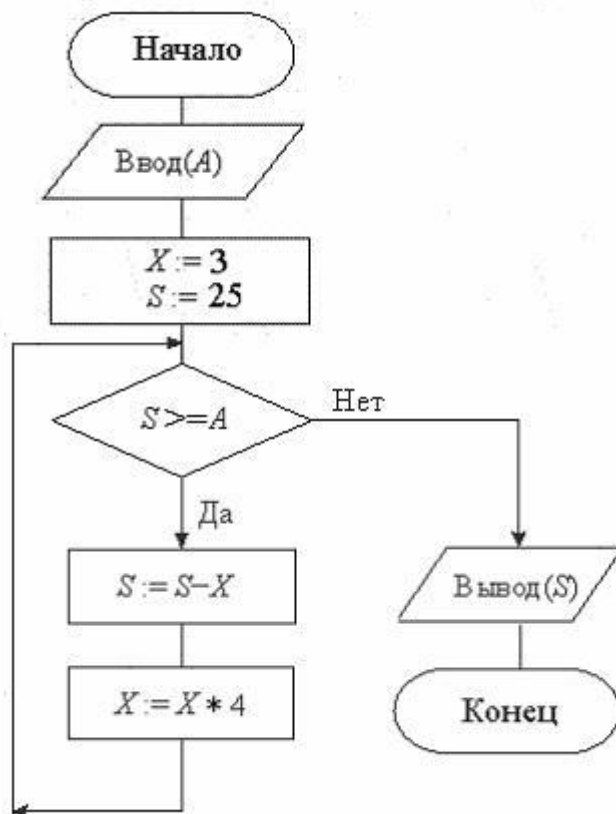 Начало
Ввод(A)
X := 3
S := 25
S >= A
Нет
Да
S := S−X
Вывод(S)
X := X * 4
Конец